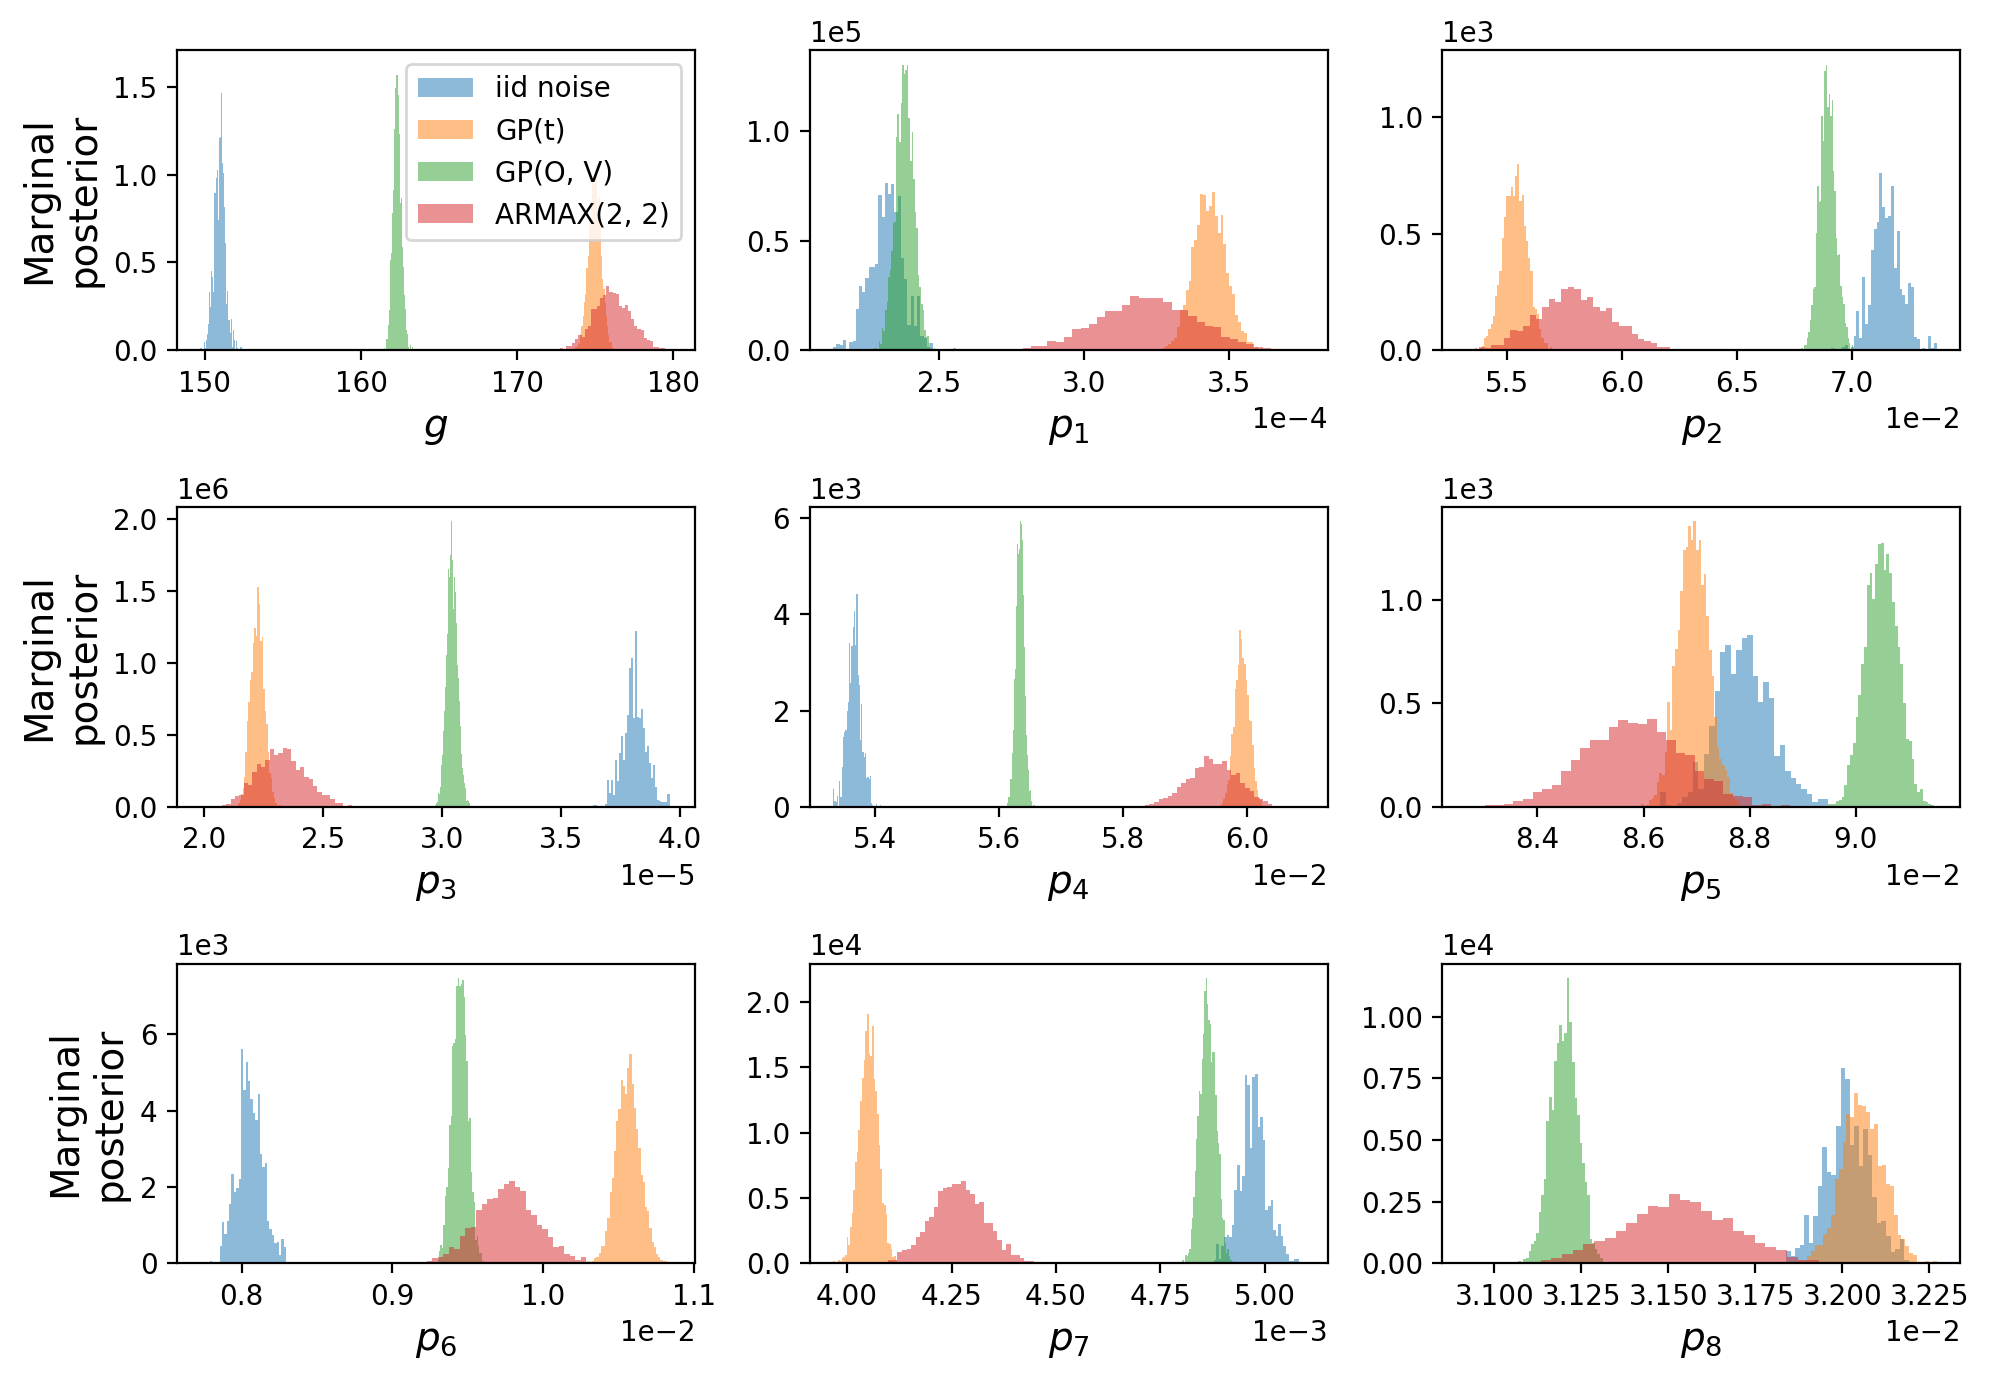 1e5
1e3
Marginal
posterior
1.5
1.0
0.5
0.0
iid noise
GP(t)
GP(O, V)
ARMAX(2, 2)
150
160
170
180
g
1.0
0.5
0.0
2.5
3.0
3.5
1e−4
p1
1.0
0.5
0.0
5.5
6.0
6.5
7.0
1e−2
p2
1e6
1e3
1e3
Marginal
posterior
2.0
1.5
1.0
0.5
0.0
2.0
2.5
3.0
3.5
4.0
1e−5
p3
6
4
2
0
5.4
5.6
5.8
6.0
1e−2
p4
1.0
0.5
0.0
8.4
8.6
8.8
9.0
1e−2
p5
1e3
1e4
1e4
Marginal
posterior
6
4
2
0
0.8
0.9
1.0
1.1
1e−2
p6
2.0
1.5
1.0
0.5
0.0
4.00
4.25
4.50
4.75
5.00
1e−3
p7
1.00
0.75
0.50
0.25
0.00
3.100
3.125
3.150
3.175
3.200
3.225
1e−2
p8